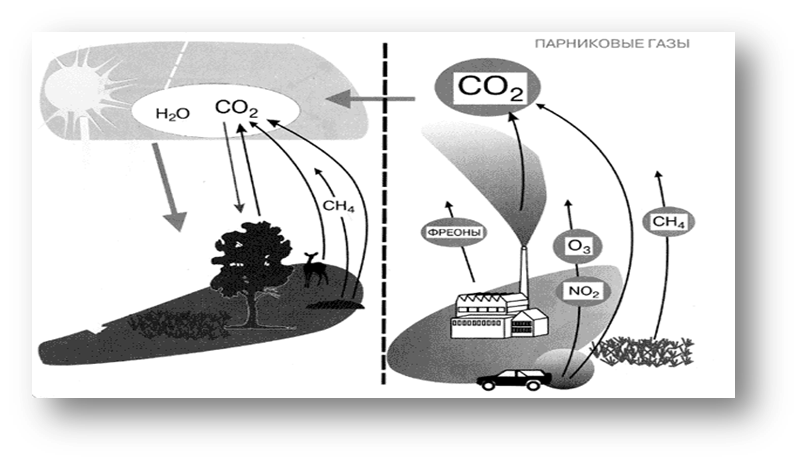 ПАРНИКОВЫЕ ГАЗЫ
H₂O
CO₂
CH₄
CO₂
ФРЕОНЫ
O₃
NO₂
CH₄